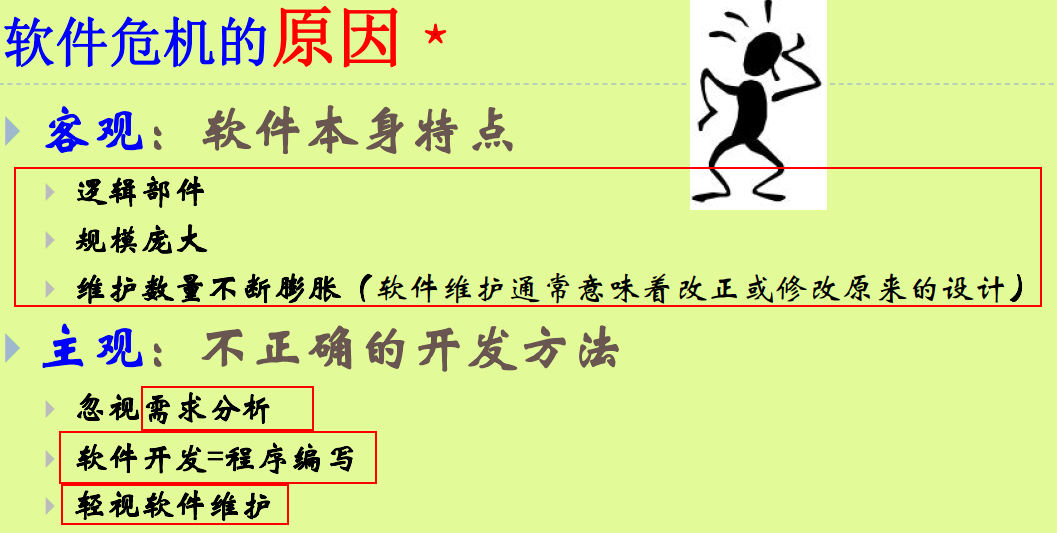 软件危机的原因 *
客观：软件本身特点
逻辑部件
规模庞大
维护数量不断膨胀（软件维护通常意味着改正或修改原来的设计）
主观：不正确的开发方法
忽视需求分析
软件开发=程序编写
轻视软件维护